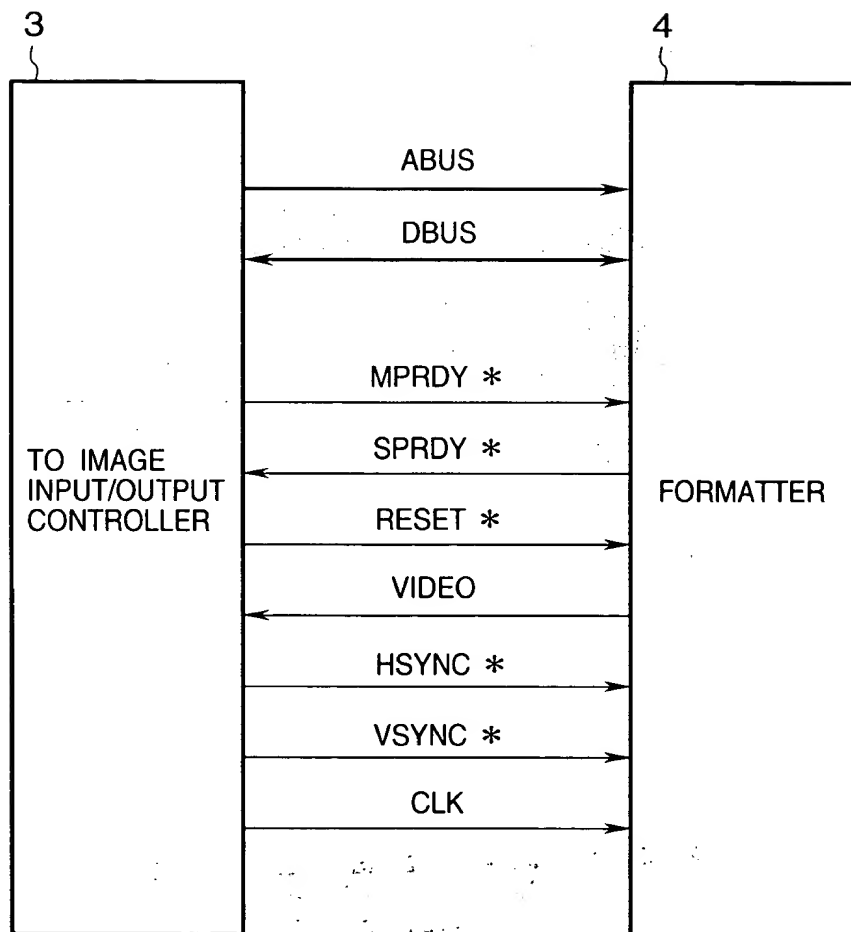 3
4
ABUS
DBUS
MPRDY *
SPRDY *
TO IMAGE
INPUT/OUTPUT
CONTROLLER
FORMATTER
RESET *
VIDEO
HSYNC *
VSYNC *
CLK